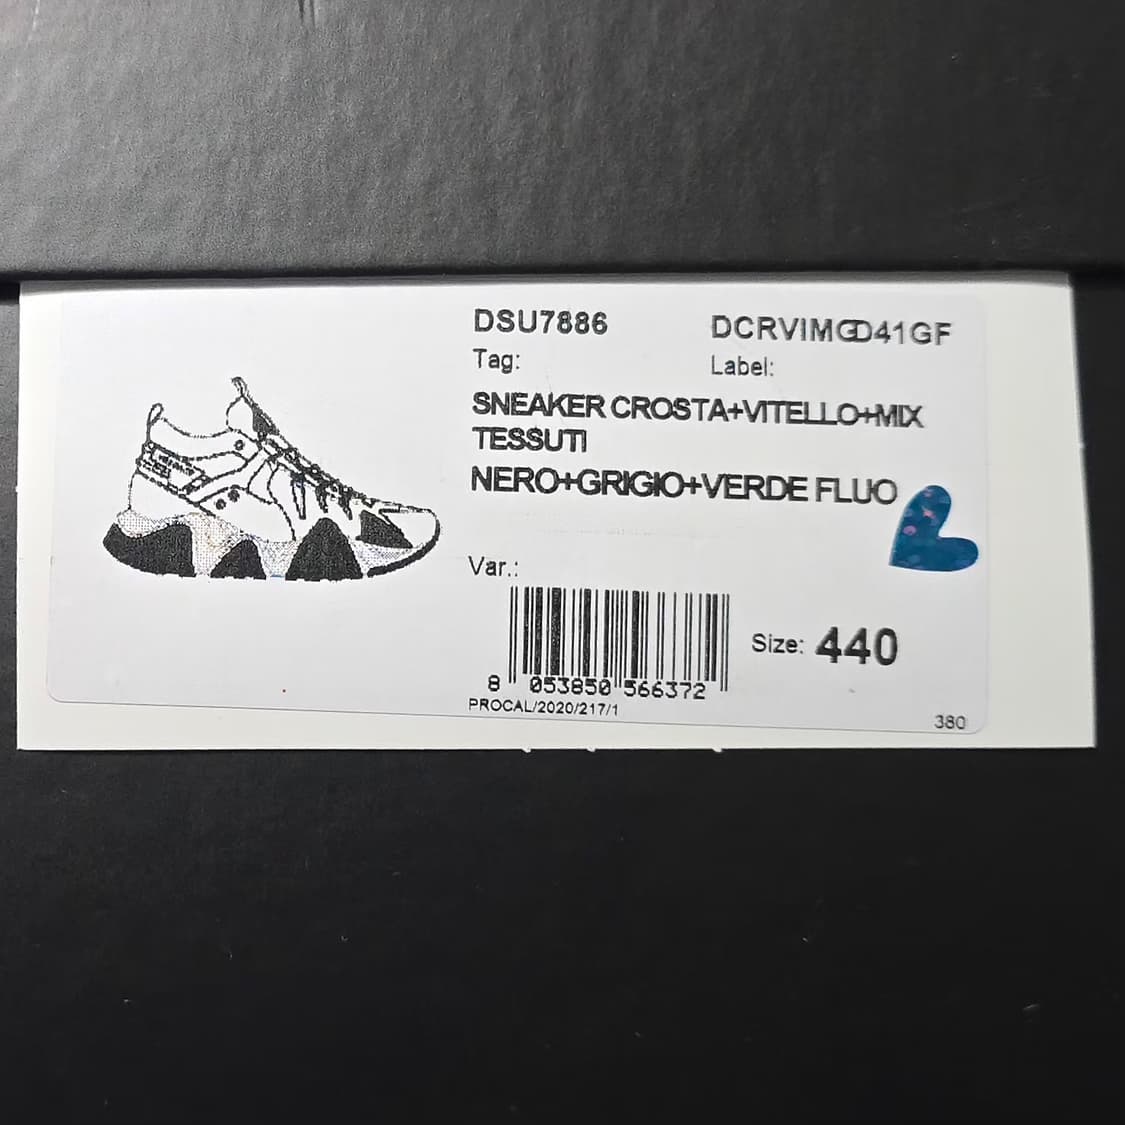 DSU7886
Tag:
Label:
SNEAKER CROSTA+VITELLO+MIX
TESSUTI
NERO+GRIGIO+VERDE FLUO
Var.:
Size: 440
8 053850 566372
PROCAL/2020/217/1
380